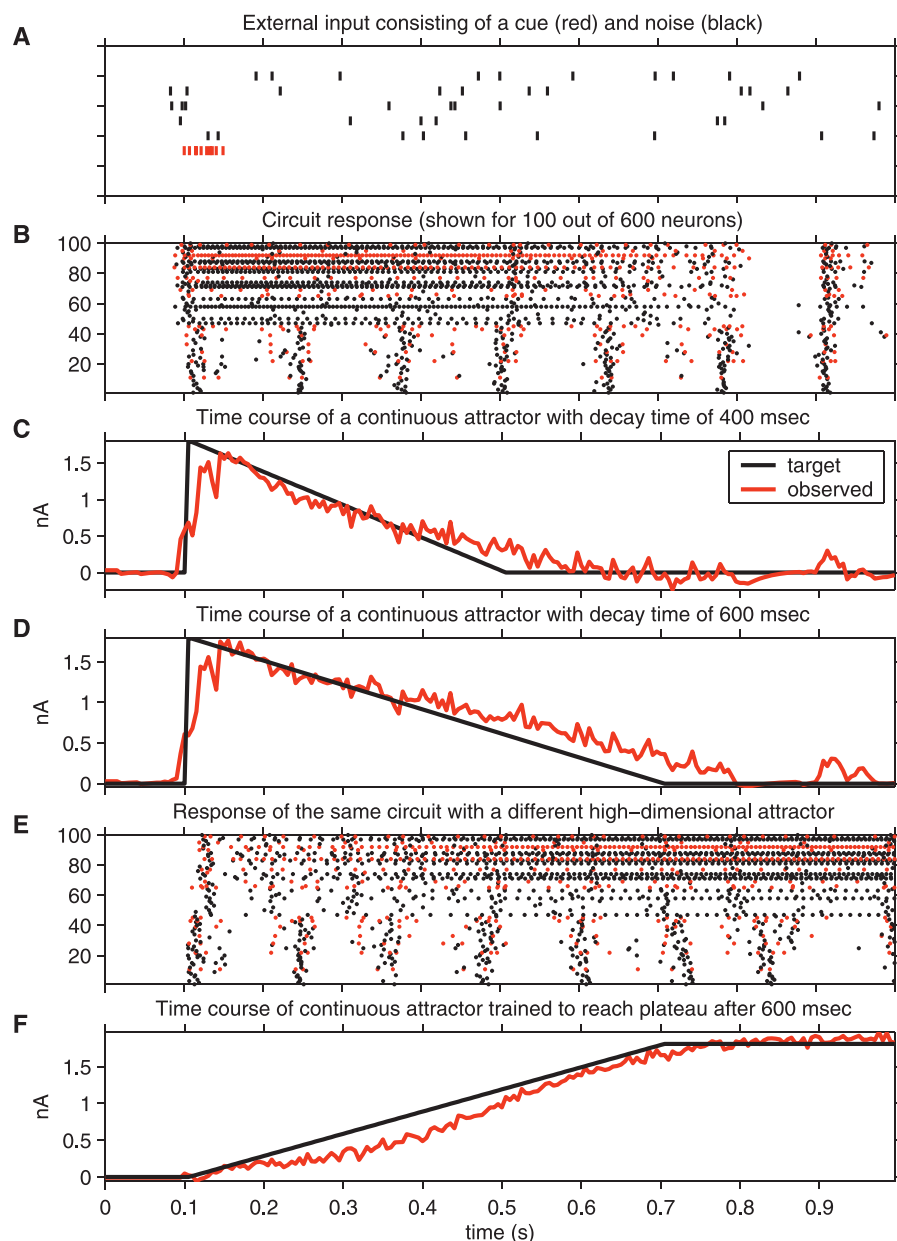 A
External input consisting of a cue (red) and noise (black)
B
Circuit response (shown for 100 out of 600 neurons)
100
80
60
40
20
C
Time course of a continuous attractor with decay time of 400 msec
1.5
1
0.5
0
nA
target
observed
D
Time course of a continuous attractor with decay time of 600 msec
1.5
1
0.5
0
nA
E
Response of the same circuit with a different high−dimensional attractor
100
80
60
40
20
F
Time course of continuous attractor trained to reach plateau after 600 msec
1.5
1
0.5
0
nA
0 0.1 0.2 0.3 0.4 0.5 0.6 0.7 0.8 0.9
time (s)